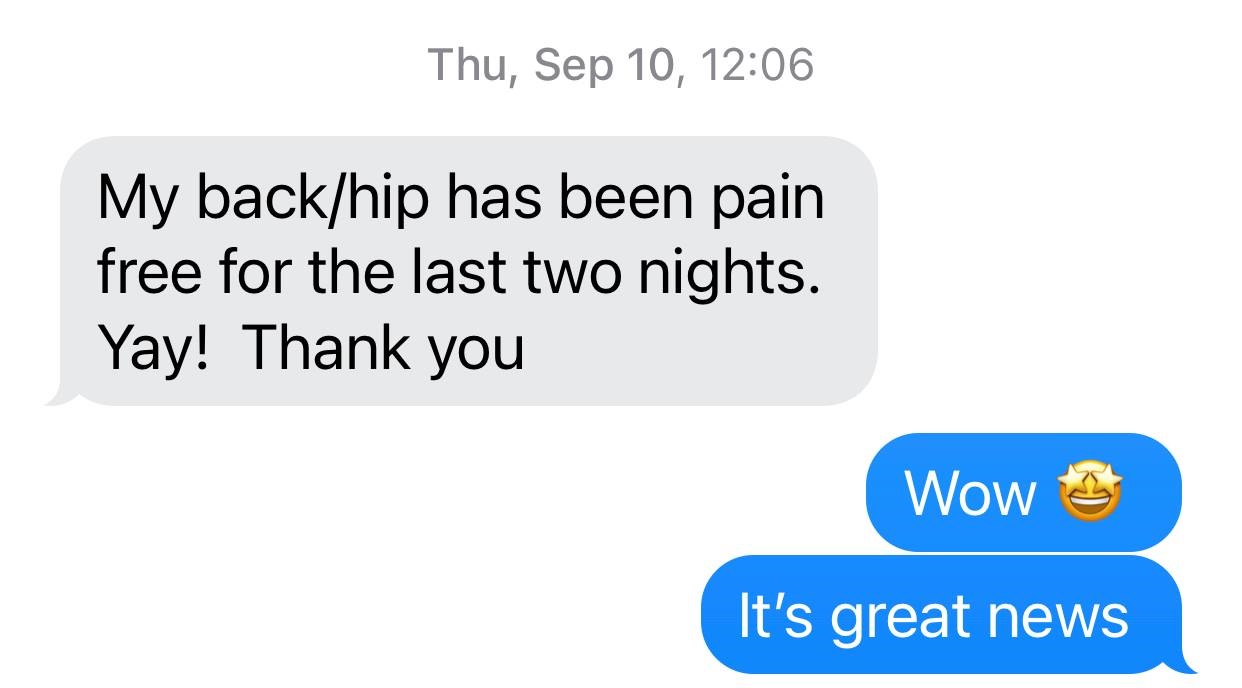 Thu, Sep 10, 12:06
My back/hip has been pain
free for the last two nights.
Yay!  Thank you
Wow 🤩
It’s great news